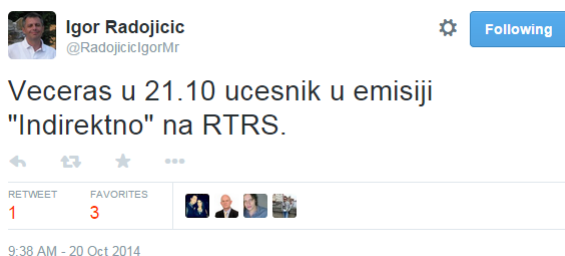 Igor Radojicic
@RadojicicIgorMr
Following
Veceras u 21.10 ucesnik u emisiji
"Indirektno" na RTRS.
RETWEET FAVORITES
1 3
9:38 AM - 20 Oct 2014